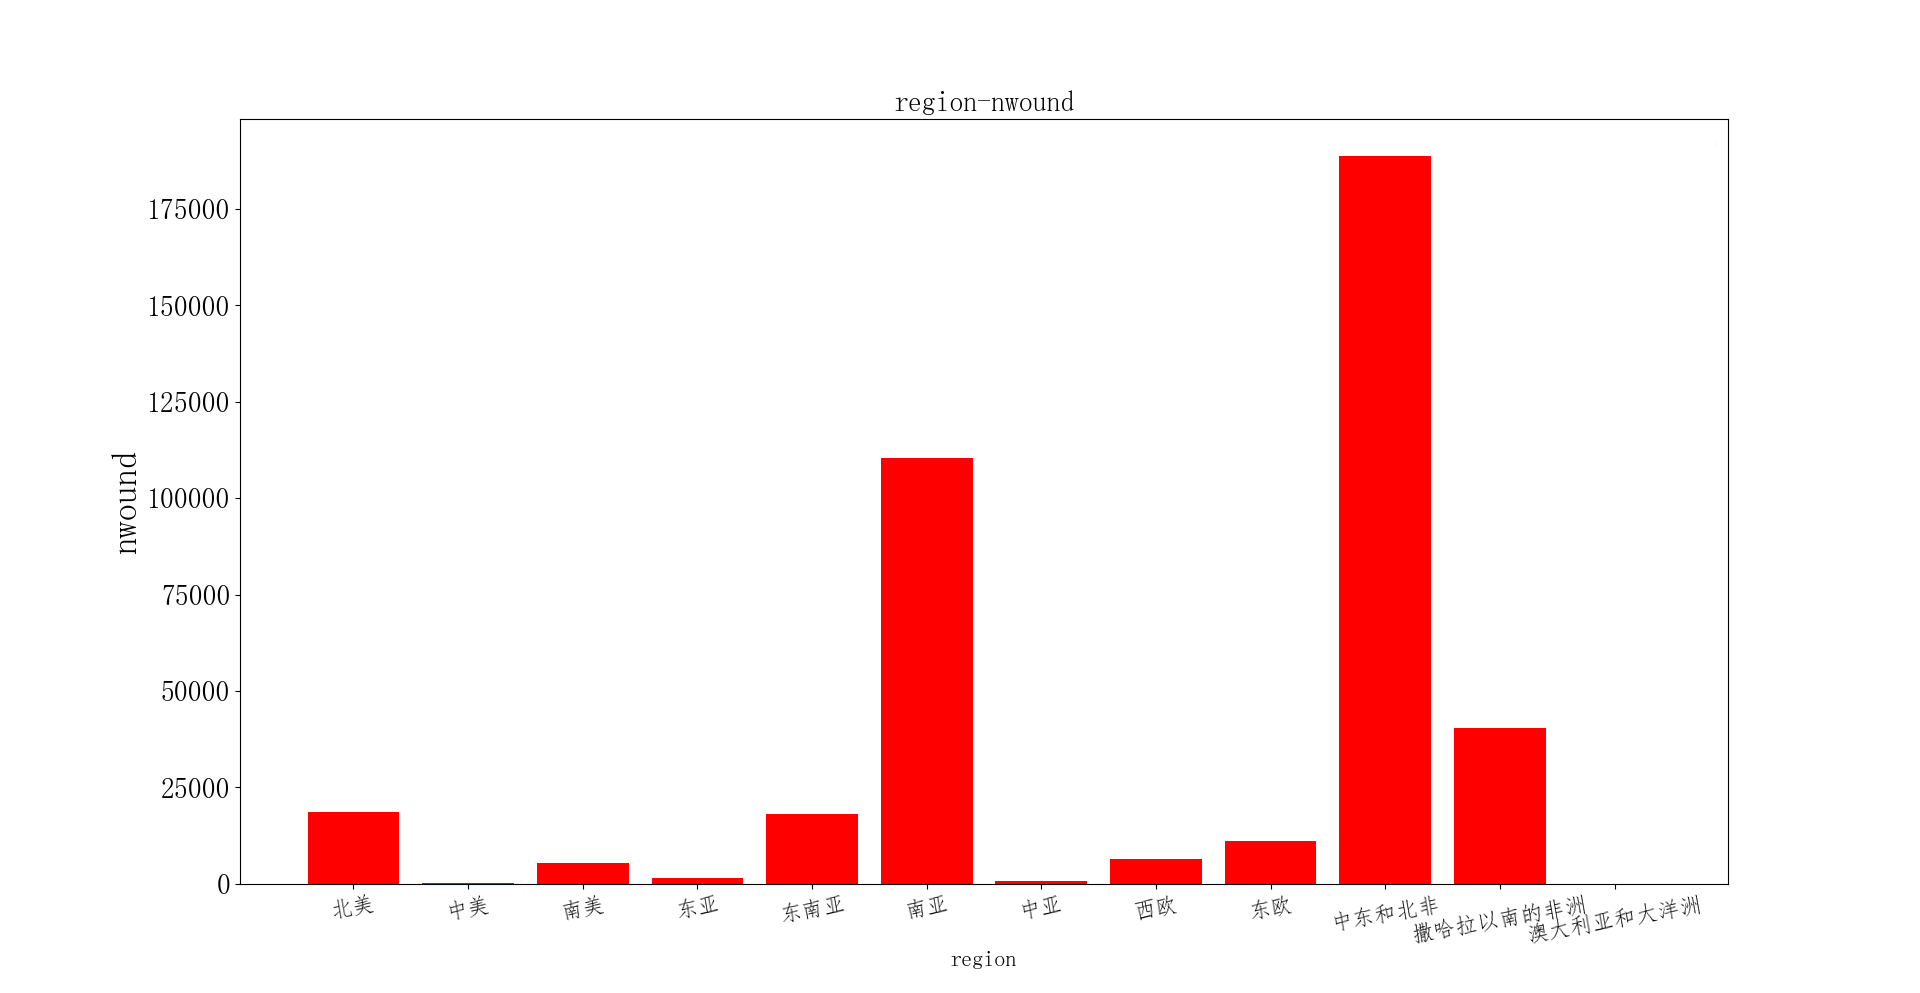 region-nwound
nwound
175000
150000
125000
100000
75000
50000
25000
0
北美
中美
南美
东亚
东南亚
南亚
中亚
西欧
东欧
中东和北非
撒哈拉以南的非洲
澳大利亚和大洋洲
region